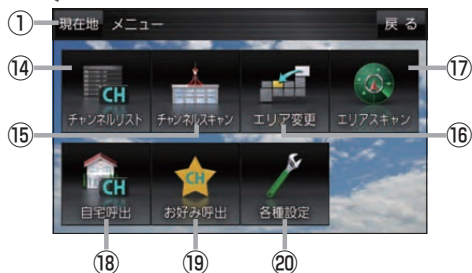 ① 現在地 メニュー 戻る
⑭ CH CH ⑰
チャンネルリスト チャンネルスキャン エリア変更 エリアスキャン
⑮ ⑯
CH CH
自宅呼出 お好み呼出 各種設定
⑱ ⑲ ⑳